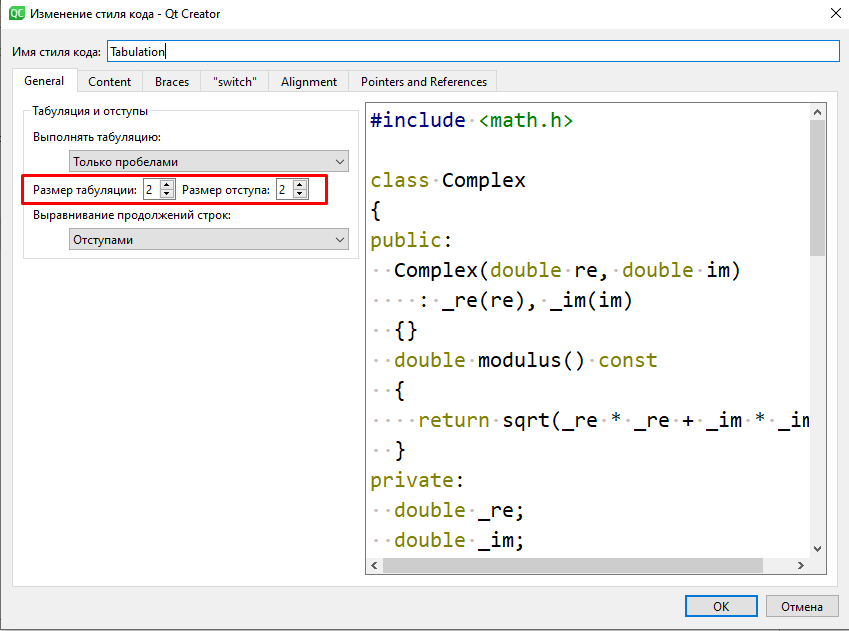 QC Изменение стиля кода - Qt Creator
Имя стиля кода: Tabulation
General Content Braces "switch" Alignment Pointers and References
Табуляция и отступы
Выполнять табуляцию:
Только пробелами
Размер табуляции: 2 Размер отступа: 2
Выравнивание продолжений строк:
Отступами
#include <math.h>
class Complex
{
public:
Complex(double re, double im)
: _re(re), _im(im)
{}
double modulus() const
{
return sqrt(_re * _re + _im * _im
}
private:
double _re;
double _im;
OK Отмена